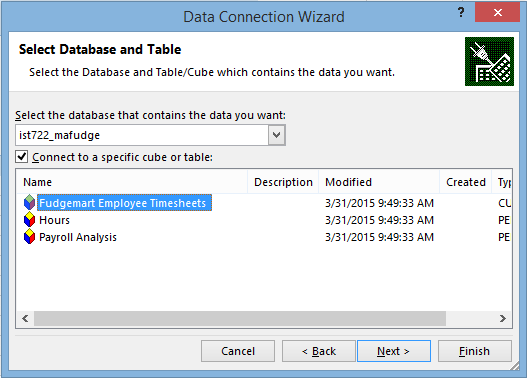 Data Connection Wizard
? ×
Select Database and Table
Select the Database and Table/Cube which contains the data you want.
Select the database that contains the data you want:
ist722_mafudge
Connect to a specific cube or table:
Name Description Modified Created Typ
Fudgemart Employee Timesheets 3/31/2015 9:49:33 AM CU
Hours 3/31/2015 9:49:33 AM PE
Payroll Analysis 3/31/2015 9:49:33 AM PE
Cancel < Back Next > Finish